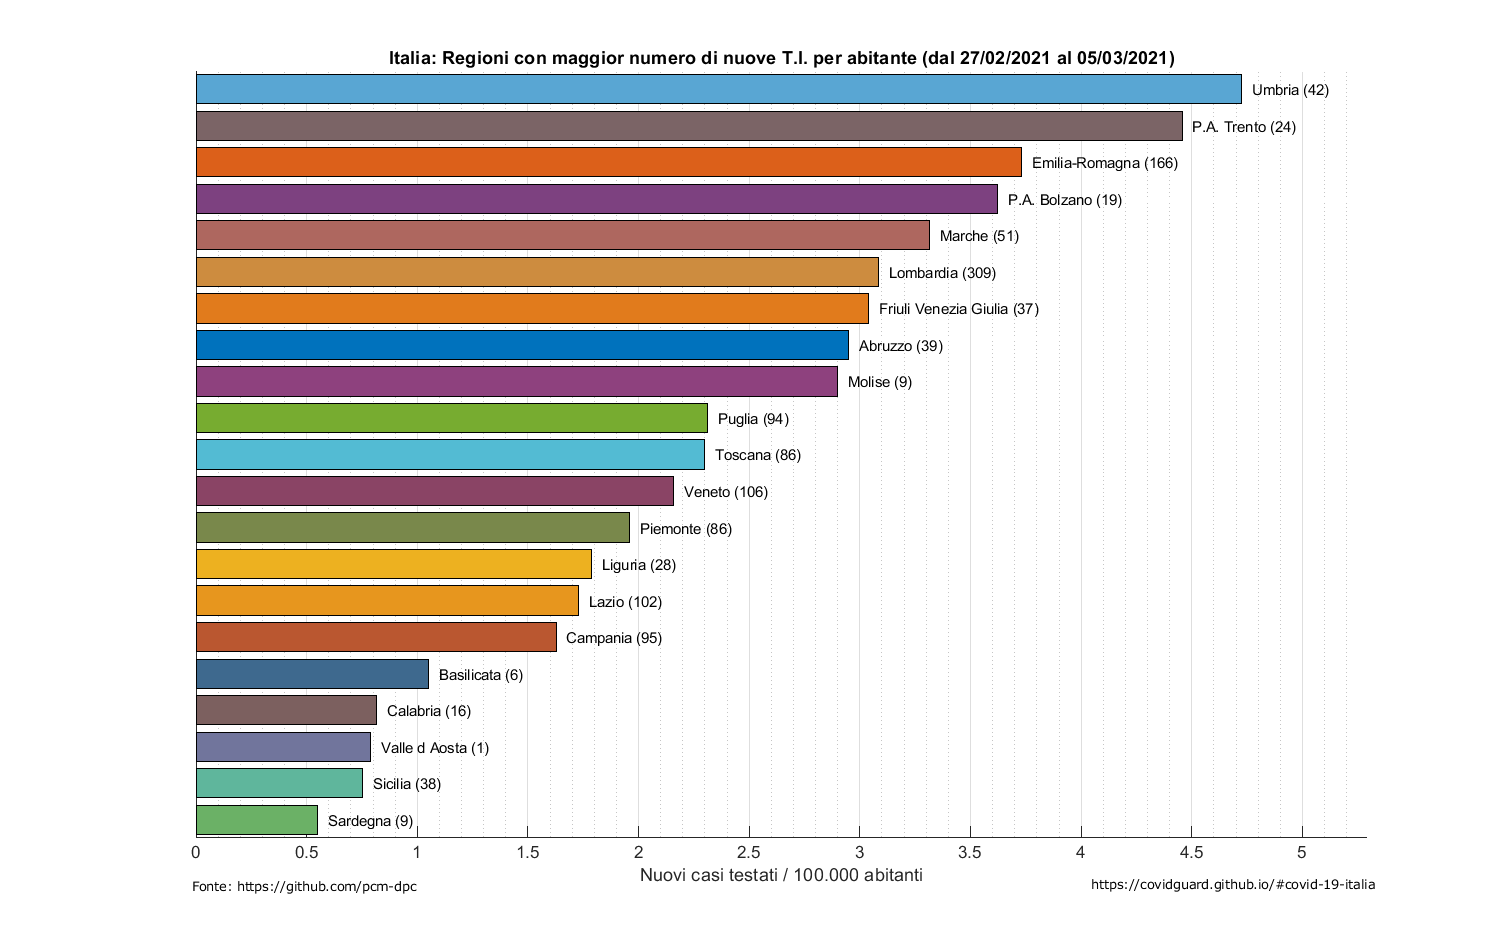 Italia: Regioni con maggior numero di nuove T.I. per abitante (dal 27/02/2021 al 05/03/2021)
Umbria (42)
P.A. Trento (24)
Emilia-Romagna (166)
P.A. Bolzano (19)
Marche (51)
Lombardia (309)
Friuli Venezia Giulia (37)
Abruzzo (39)
Molise (9)
Puglia (94)
Toscana (86)
Veneto (106)
Piemonte (86)
Liguria (28)
Lazio (102)
Campania (95)
Basilicata (6)
Calabria (16)
Valle d Aosta (1)
Sicilia (38)
Sardegna (9)
0 0.5 1 1.5 2 2.5 3 3.5 4 4.5 5
Nuovi casi testati / 100.000 abitanti
Fonte: https://github.com/pcm-dpc
https://covidguard.github.io/#covid-19-italia